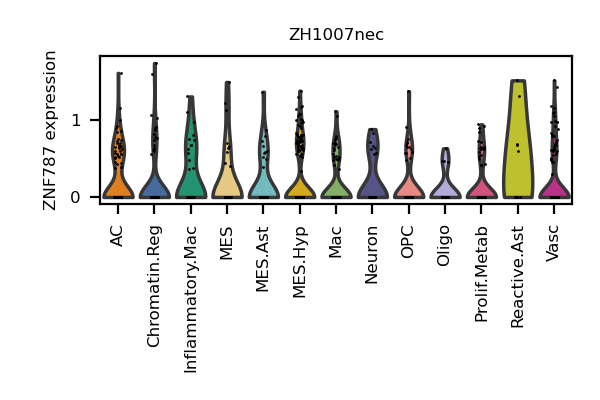 ZH1007nec
ZNF787 expression
1
0
AC
Chromatin.Reg
Inflammatory.Mac
MES
MES.Ast
MES.Hyp
Mac
Neuron
OPC
Oligo
Prolif.Metab
Reactive.Ast
Vasc